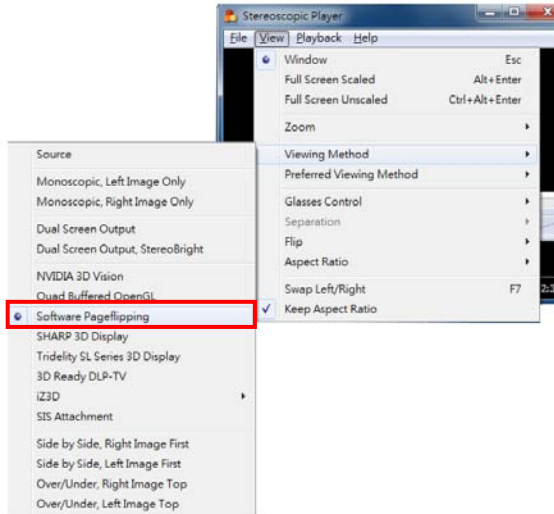 Stereoscopic Player
File View Playback Help
Window Esc
Full Screen Scaled Alt+Enter
Full Screen Unscaled Ctrl+Alt+Enter
Zoom
Viewing Method
Preferred Viewing Method
Glasses Control
Separation
Flip
Aspect Ratio
Swap Left/Right F7
Keep Aspect Ratio
Source
Monoscopic, Left Image Only
Monoscopic, Right Image Only
Dual Screen Output
Dual Screen Output, StereoBright
NVIDIA 3D Vision
Quad Buffered OpenGL
Software Pageflipping
SHARP 3D Display
Tridelity SL Series 3D Display
3D Ready DLP-TV
iZ3D
SIS Attachment
Side by Side, Right Image First
Side by Side, Left Image First
Over/Under, Right Image Top
Over/Under, Left Image Top